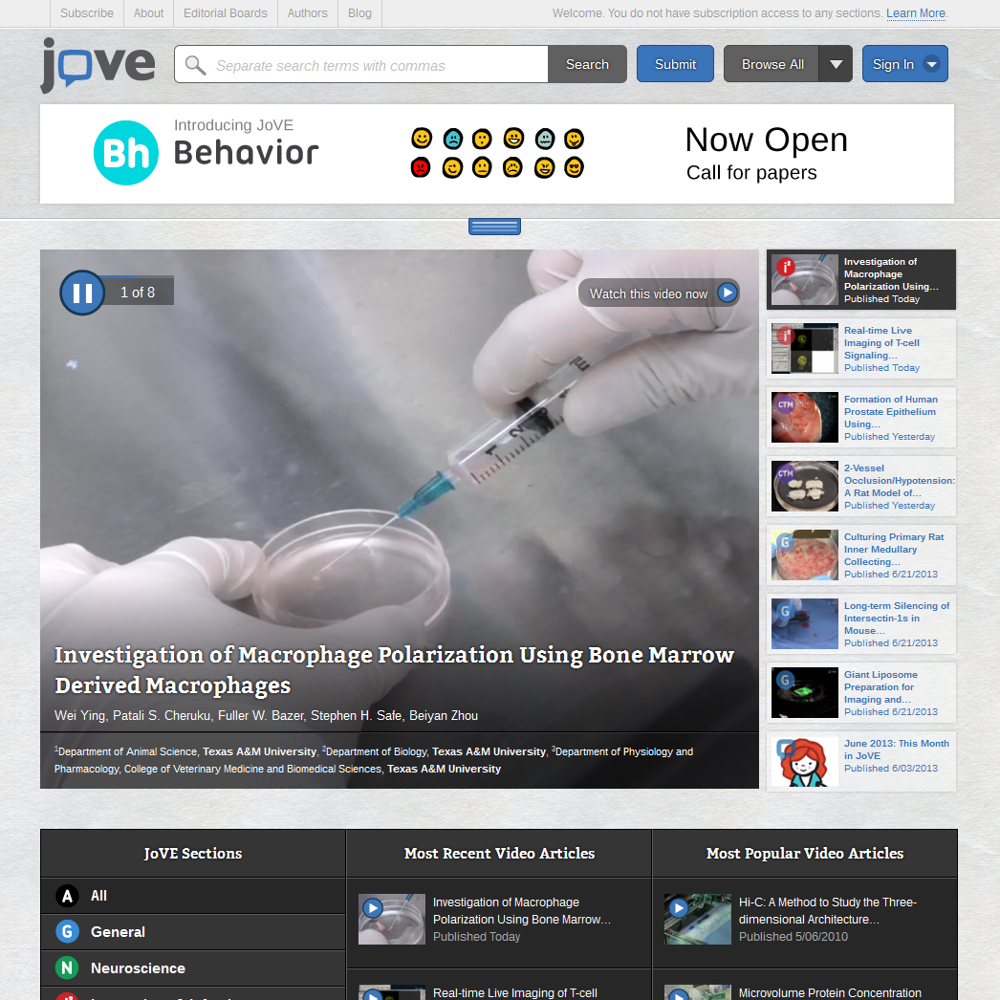 Subscribe About Editorial Boards Authors Blog
Welcome. You do not have subscription access to any sections. Learn More.
jove
Separate search terms with commas
Search
Submit
Browse All
Sign In
Bh
Introducing JoVE
Behavior
Now Open
Call for papers
1 of 8
Watch this video now
Investigation of Macrophage Polarization Using Bone Marrow
Derived Macrophages
Wei Ying, Patali S. Cheruku, Fuller W. Bazer, Stephen H. Safe, Beiyan Zhou
1Department of Animal Science, Texas A&M University, 2Department of Biology, Texas A&M University, 3Department of Physiology and
Pharmacology, College of Veterinary Medicine and Biomedical Sciences, Texas A&M University
Investigation of
Macrophage
Polarization Using...
Published Today
Real-time Live
Imaging of T-cell
Signaling...
Published Today
CTM
Formation of Human
Prostate Epithelium
Using...
Published Yesterday
CTM
2-Vessel
Occlusion/Hypotension:
A Rat Model of...
Published Yesterday
G
Culturing Primary Rat
Inner Medullary
Collecting...
Published 6/21/2013
G
Long-term Silencing of
Intersectin-1s in
Mouse...
Published 6/21/2013
G
Giant Liposome
Preparation for
Imaging and...
Published 6/21/2013
June 2013: This Month
in JoVE
Published 6/03/2013
JoVE Sections
A All
G General
N Neuroscience
Most Recent Video Articles
Investigation of Macrophage
Polarization Using Bone Marrow...
Published Today
Real-time Live Imaging of T-cell
Most Popular Video Articles
Hi-C: A Method to Study the Three-
dimensional Architecture...
Published 5/06/2010
Microvolume Protein Concentration